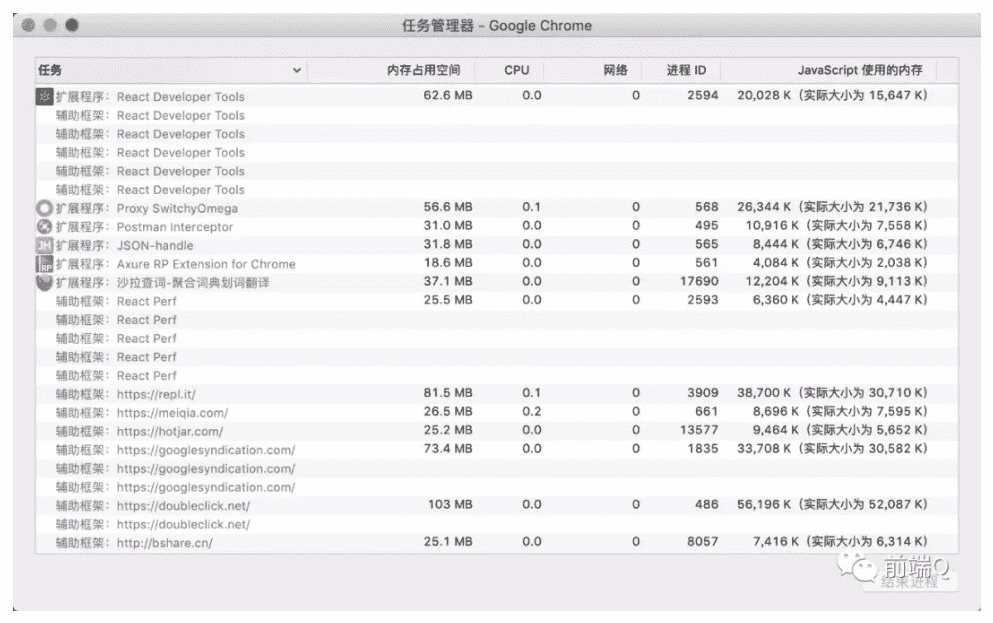 任务管理器 - Google Chrome
任务 内存占用空间 CPU 网络 进程 ID JavaScript 使用的内存
扩展程序： React Developer Tools 62.6 MB 0.0 0 2594 20,028 K（实际大小为 15,647 K）
辅助框架： React Developer Tools
辅助框架： React Developer Tools
辅助框架： React Developer Tools
辅助框架： React Developer Tools
辅助框架： React Developer Tools
扩展程序： Proxy SwitchyOmega 56.6 MB 0.1 0 568 26,344 K（实际大小为 21,736 K）
扩展程序： Postman Interceptor 31.0 MB 0.0 0 495 10,916 K（实际大小为 7,558 K）
JH 扩展程序： JSON-handle 31.8 MB 0.0 0 565 8,444 K（实际大小为 6,746 K）
RP 扩展程序： Axure RP Extension for Chrome 18.6 MB 0.0 0 561 4,084 K（实际大小为 2,038 K）
扩展程序： 沙拉查词-聚合词典划词翻译 37.1 MB 0.0 0 17690 12,204 K（实际大小为 9,113 K）
辅助框架： React Perf 25.5 MB 0.0 0 2593 6,360 K（实际大小为 4,447 K）
辅助框架： React Perf
辅助框架： React Perf
辅助框架： React Perf
辅助框架： React Perf
辅助框架： https://repl.it/ 81.5 MB 0.1 0 3909 38,700 K（实际大小为 30,710 K）
辅助框架： https://meiqia.com/ 26.5 MB 0.2 0 661 8,696 K（实际大小为 7,595 K）
辅助框架： https://hotjar.com/ 25.2 MB 0.0 0 13577 9,464 K（实际大小为 5,652 K）
辅助框架： https://googlesyndication.com/ 73.4 MB 0.0 0 1835 33,708 K（实际大小为 30,582 K）
辅助框架： https://googlesyndication.com/
辅助框架： https://googlesyndication.com/
辅助框架： https://doubleclick.net/ 103 MB 0.0 0 486 56,196 K（实际大小为 52,087 K）
辅助框架： https://doubleclick.net/
辅助框架： http://bshare.cn/ 25.1 MB 0.0 0 8057 7,416 K（实际大小为 6,314 K）
前端Q
结束进程